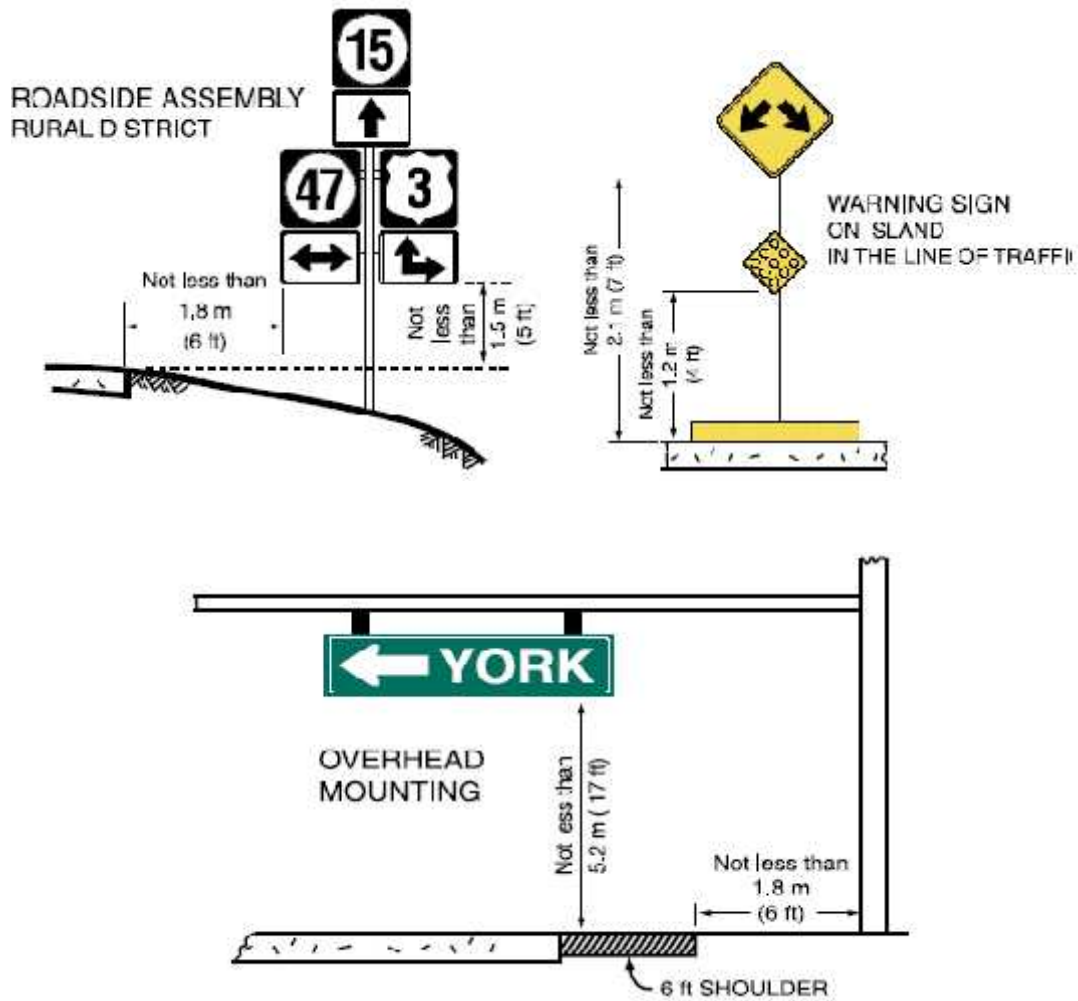 15
ROADSIDE ASSEMBLY
RURAL D STRICT
47
3
Not less than
1.8 m
(6 ft)
Not
less
than
1.5 m
(5 ft)
WARNING SIGN
ON SLAND
IN THE LINE OF TRAFFI
Not less than
2.1 m (7 ft)
Not less than
1.2 m
(4 ft)
YORK
OVERHEAD
MOUNTING
Not less than
5.2 m ( 17 ft)
Not less than
1.8 m
(6 ft)
6 ft SHOULDER